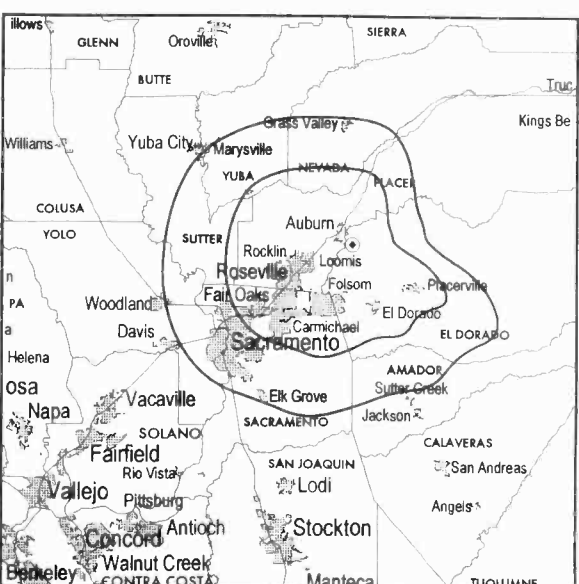 illows
GLENN
Oroville
SIERRA
BUTTE
Truc
Kings Be
Grass Valley
Williams
Yuba City
Marysville
NEVADA
YUBA
PLACER
COLUSA
YOLO
Auburn
SUTTER
Rocklin
Loomis
n
Roseville
Folsom
Placerville
PA
Woodland
Fair Oaks
El Dorado
a
Davis
Carmichael
EL DORADO
Helena
Sacramento
AMADOR
osa
Vacaville
Elk Grove
Sutter Creek
Napa
SOLANO
SACRAMENTO
Jackson
Fairfield
CALAVERAS
Rio Vista
SAN JOAQUIN
San Andreas
Vallejo
Pittsburg
Lodi
Angels
Concord
Antioch
Stockton
Walnut Creek
Berkeley
CONTRA COSTA
Manteca
TUOLUMNE